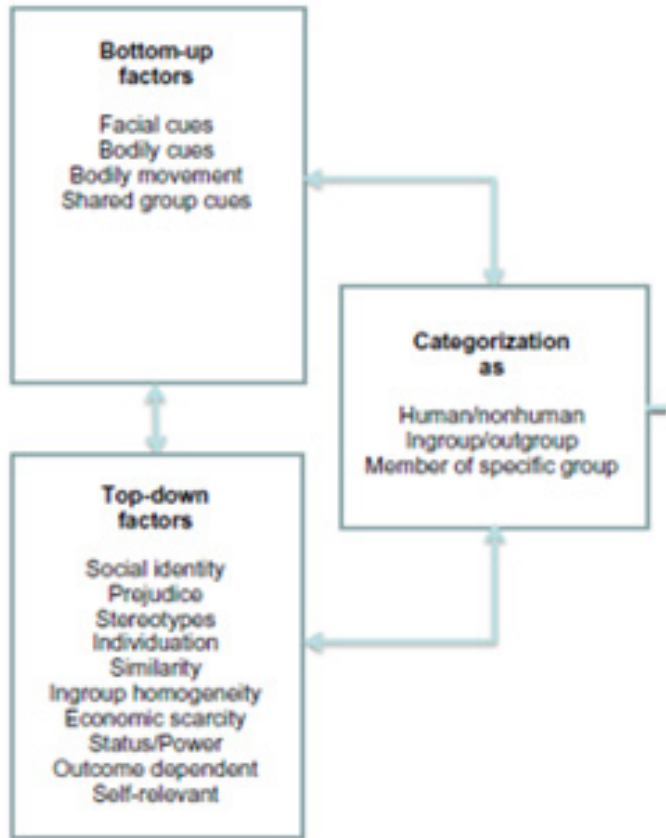 Bottom-up
factors
Facial cues
Bodily cues
Bodily movement
Shared group cues
Categorization
as
Human/nonhuman
Ingroup/outgroup
Member of specific group
Top-down
factors
Social identity
Prejudice
Stereotypes
Individuation
Similarity
Ingroup homogeneity
Economic scarcity
Status/Power
Outcome dependent
Self-relevant